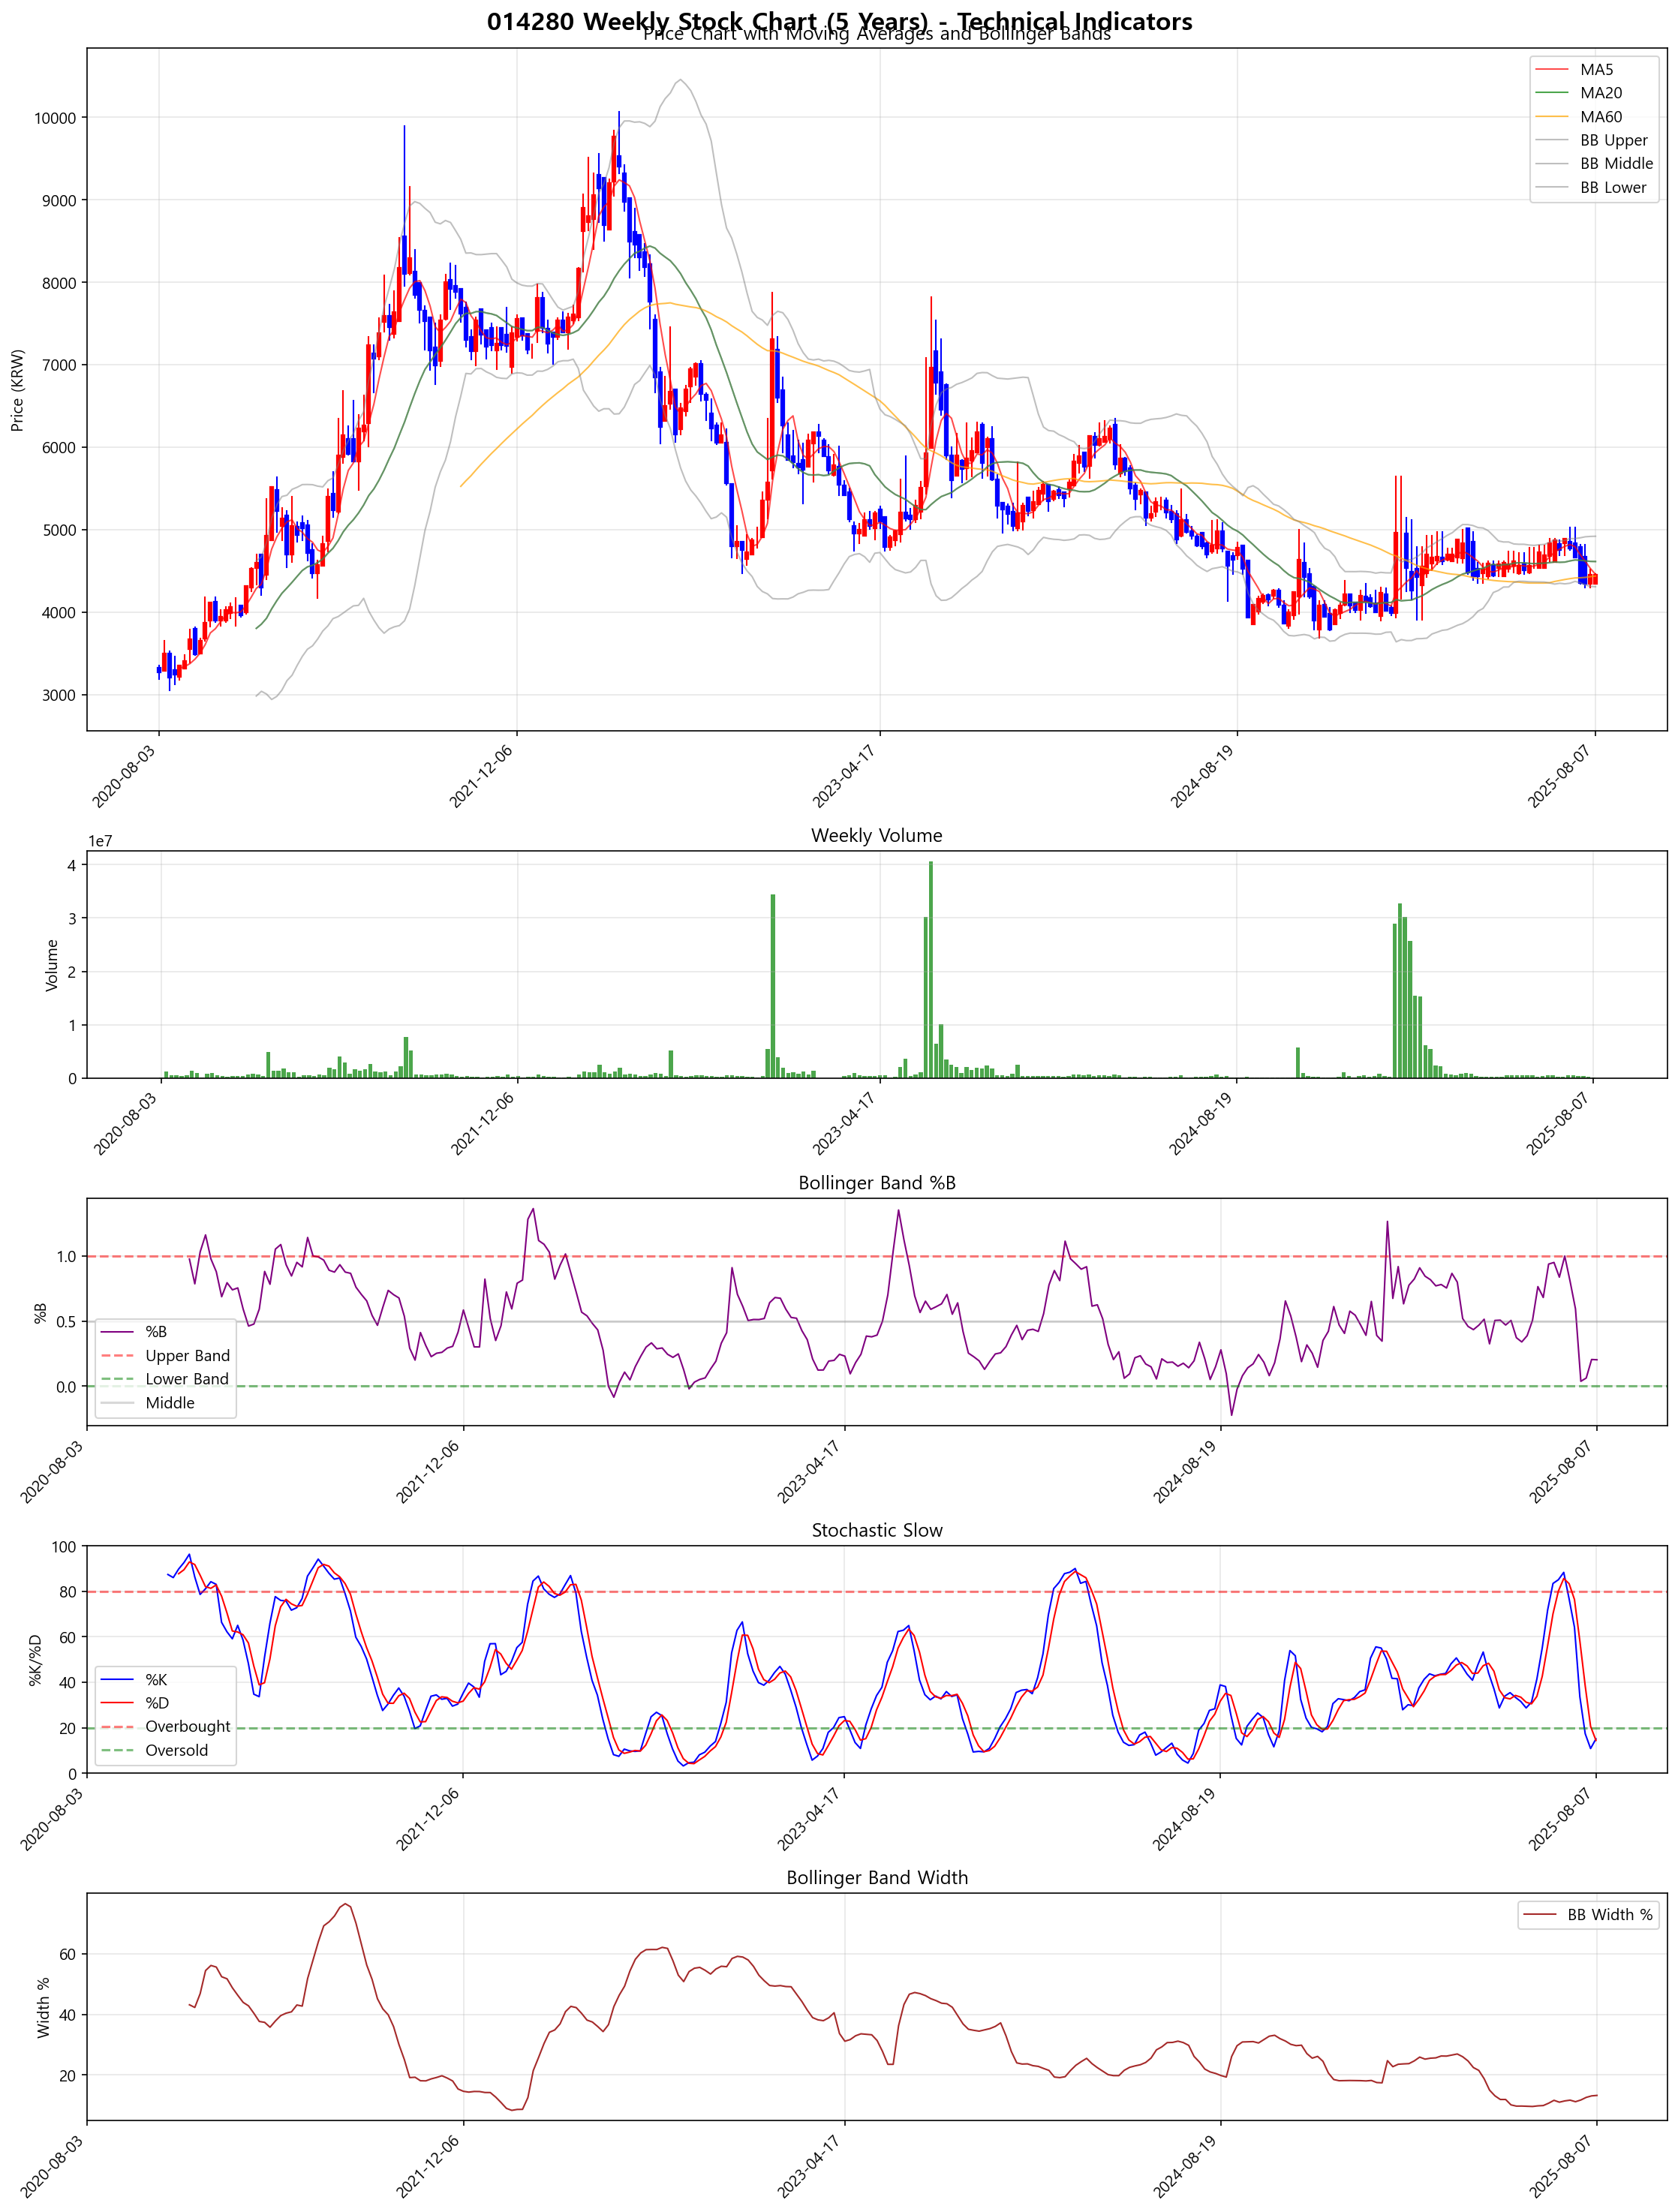 014280 Weekly Stock Chart (5 Years) - Technical Indicators
Price Chart with Moving Averages and Bollinger Bands
MA5
MA20
MA60
BB Upper
BB Middle
BB Lower
Price (KRW)
10000
9000
8000
7000
6000
5000
4000
3000
2020-08-03
2021-12-06
2023-04-17
2024-08-19
2025-08-07
Weekly Volume
1e7
Volume
4
3
2
1
0
2020-08-03
2021-12-06
2023-04-17
2024-08-19
2025-08-07
Bollinger Band %B
%B
1.0
0.5
0.0
%B
Upper Band
Lower Band
Middle
2020-08-03
2021-12-06
2023-04-17
2024-08-19
2025-08-07
Stochastic Slow
%K/%D
100
80
60
40
20
0
%K
%D
Overbought
Oversold
2020-08-03
2021-12-06
2023-04-17
2024-08-19
2025-08-07
Bollinger Band Width
BB Width %
Width %
60
40
20
2020-08-03
2021-12-06
2023-04-17
2024-08-19
2025-08-07